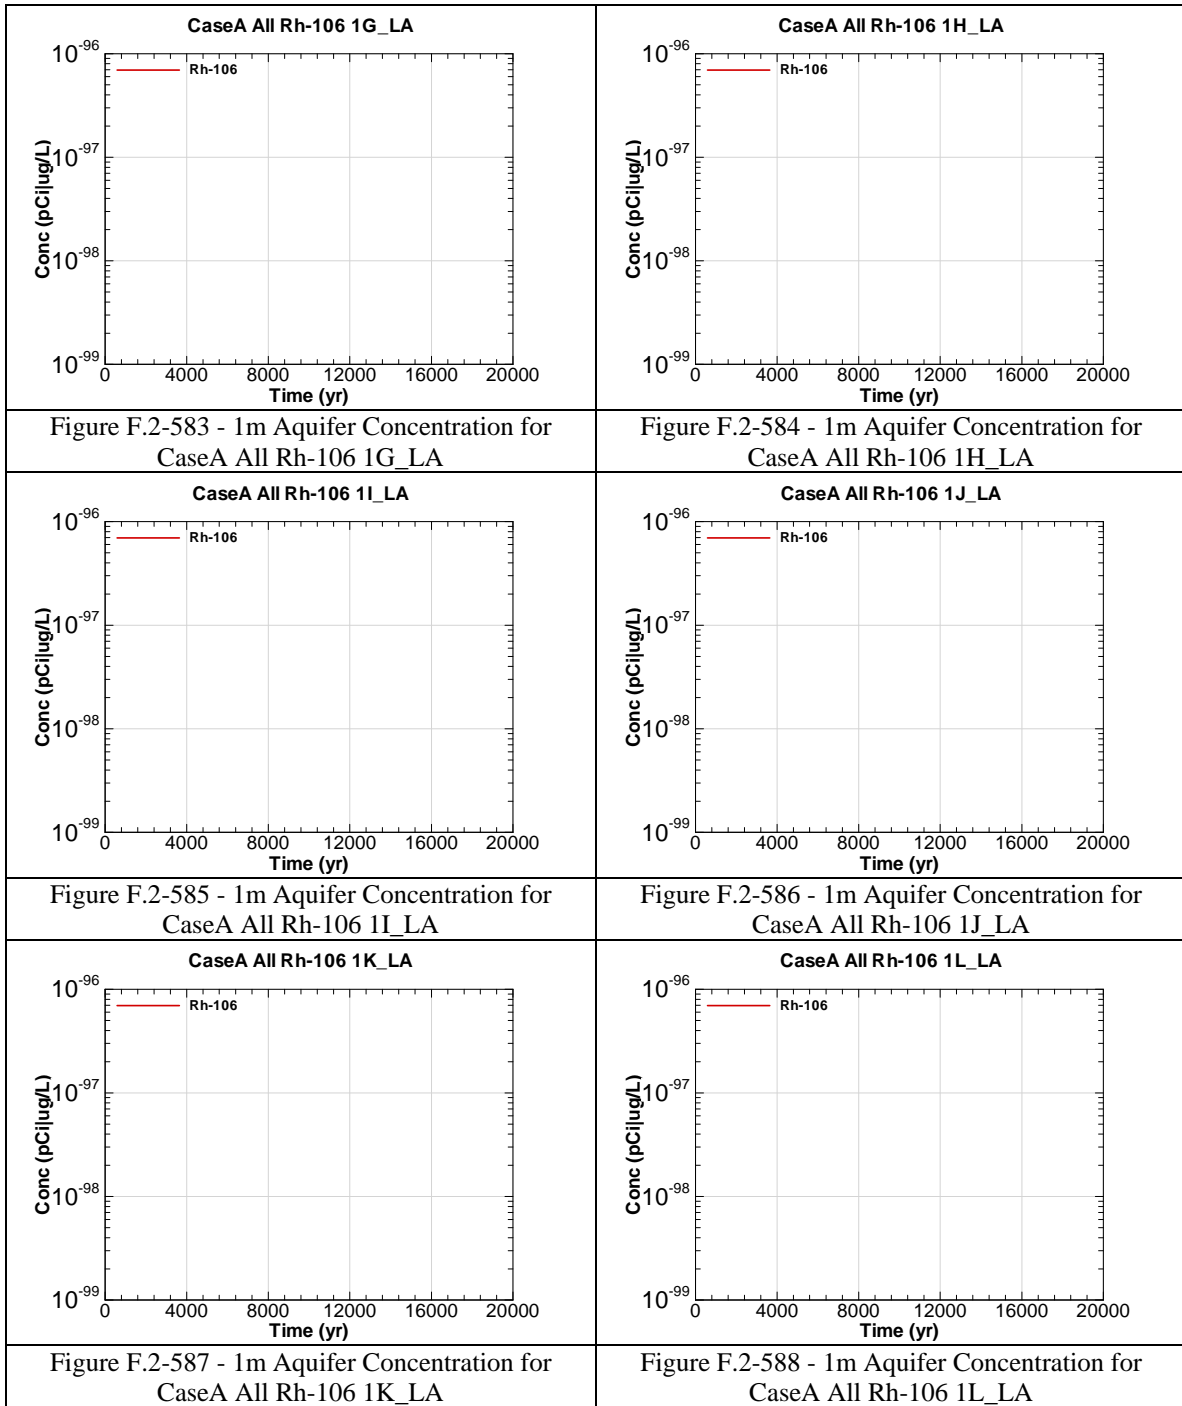 CaseA All Rh-106 1G_LA
10-96
Rh-106
10-97
Conc (pCi|ug/L)
10-98
10-99
0 4000 8000 12000 16000 20000
Time (yr)
Figure F.2-583 - 1m Aquifer Concentration for
CaseA All Rh-106 1G_LA
CaseA All Rh-106 1H_LA
10-96
Rh-106
10-97
Conc (pCi|ug/L)
10-98
10-99
0 4000 8000 12000 16000 20000
Time (yr)
Figure F.2-584 - 1m Aquifer Concentration for
CaseA All Rh-106 1H_LA
CaseA All Rh-106 1I_LA
10-96
Rh-106
10-97
Conc (pCi|ug/L)
10-98
10-99
0 4000 8000 12000 16000 20000
Time (yr)
Figure F.2-585 - 1m Aquifer Concentration for
CaseA All Rh-106 1I_LA
CaseA All Rh-106 1J_LA
10-96
Rh-106
10-97
Conc (pCi|ug/L)
10-98
10-99
0 4000 8000 12000 16000 20000
Time (yr)
Figure F.2-586 - 1m Aquifer Concentration for
CaseA All Rh-106 1J_LA
CaseA All Rh-106 1K_LA
10-96
Rh-106
10-97
Conc (pCi|ug/L)
10-98
10-99
0 4000 8000 12000 16000 20000
Time (yr)
Figure F.2-587 - 1m Aquifer Concentration for
CaseA All Rh-106 1K_LA
CaseA All Rh-106 1L_LA
10-96
Rh-106
10-97
Conc (pCi|ug/L)
10-98
10-99
0 4000 8000 12000 16000 20000
Time (yr)
Figure F.2-588 - 1m Aquifer Concentration for
CaseA All Rh-106 1L_LA